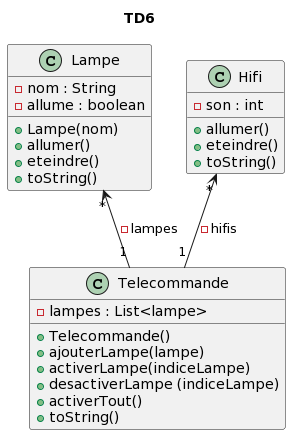 TD6
C Lampe
nom : String
allume : boolean
Lampe(nom)
allumer()
eteindre()
toString()
C Hifi
son : int
allumer()
eteindre()
toString()
* *
lampes hifis
1 1
C Telecommande
lampes : List<lampe>
Telecommande()
ajouterLampe(lampe)
activerLampe(indiceLampe)
desactiverLampe (indiceLampe)
activerTout()
toString()